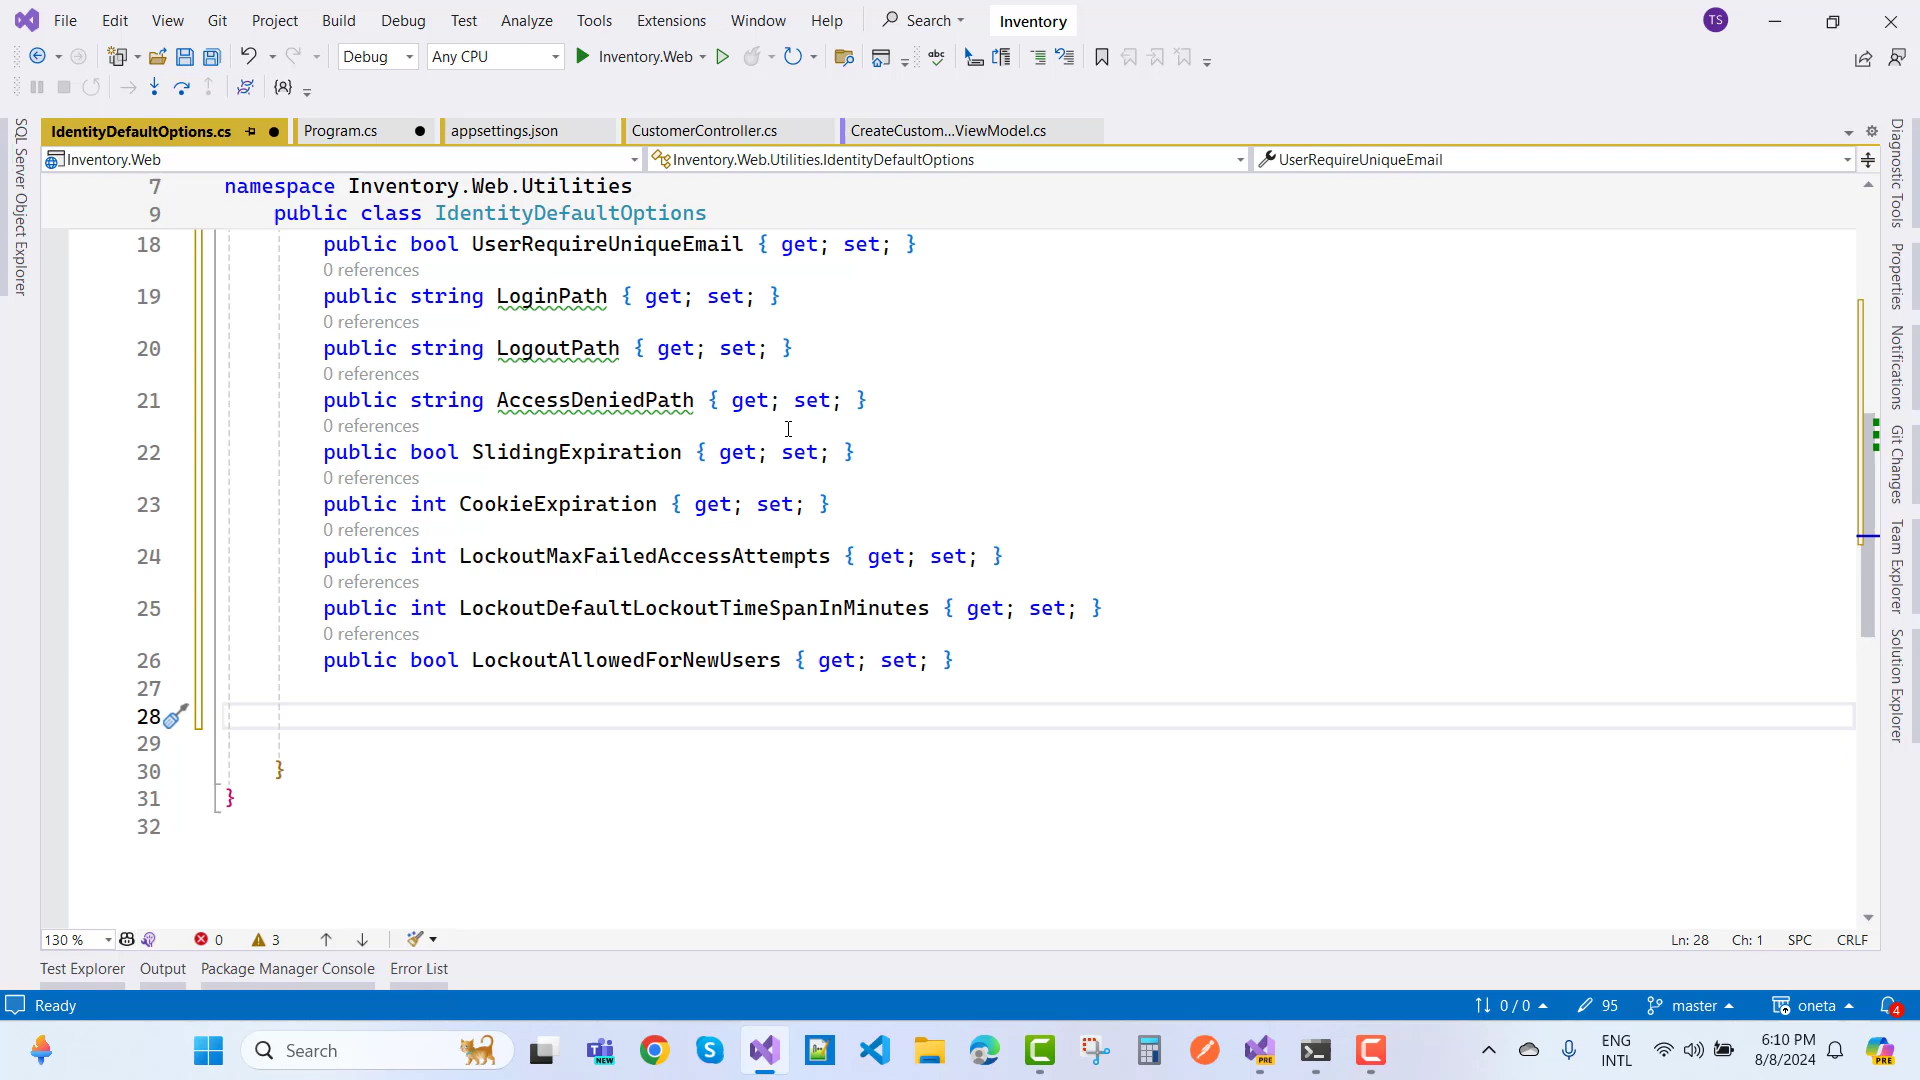 File Edit View Git Project Build Debug Test Analyze Tools Extensions Window Help Search Inventory TS
Debug Any CPU Inventory.Web
IdentityDefaultOptions.cs Program.cs appsettings.json CustomerController.cs CreateCustom...ViewModel.cs
Inventory.Web Inventory.Web.Utilities.IdentityDefaultOptions UserRequireUniqueEmail
7 namespace Inventory.Web.Utilities
9 public class IdentityDefaultOptions
18 public bool UserRequireUniqueEmail { get; set; }
0 references
19 public string LoginPath { get; set; }
0 references
20 public string LogoutPath { get; set; }
0 references
21 public string AccessDeniedPath { get; set; }
0 references
22 public bool SlidingExpiration { get; set; }
0 references
23 public int CookieExpiration { get; set; }
0 references
24 public int LockoutMaxFailedAccessAttempts { get; set; }
0 references
25 public int LockoutDefaultLockoutTimeSpanInMinutes { get; set; }
0 references
26 public bool LockoutAllowedForNewUsers { get; set; }
27
28
29
30 }
31 }
32
SQL Server Object Explorer
Diagnostic Tools
Properties
Notifications
Git Changes
Team Explorer
Solution Explorer
130 % 0 3 Ln: 28 Ch: 1 SPC CRLF
Test Explorer Output Package Manager Console Error List
Ready 0 / 0 95 master oneta 4
Search NEW PRE ENG 6:10 PM PRE
INTL 8/8/2024